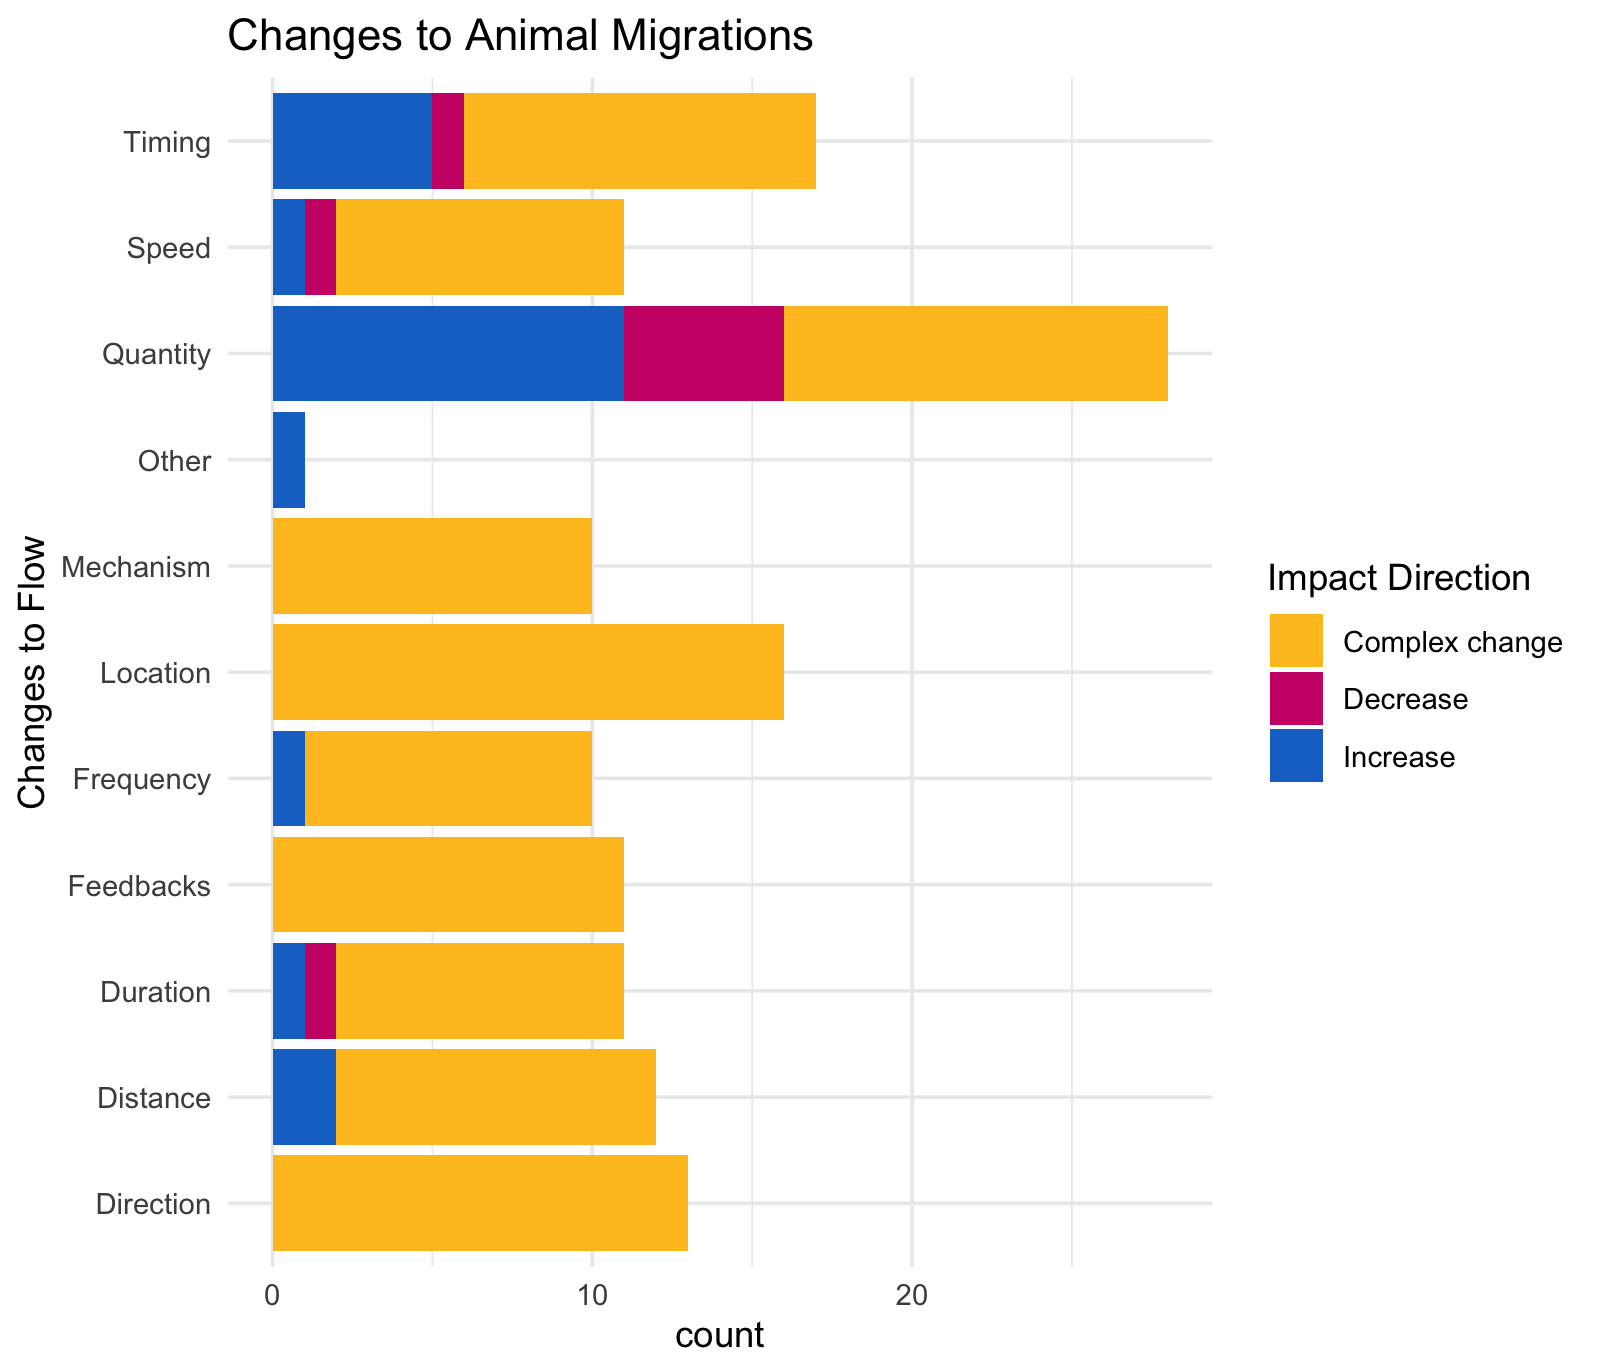 Changes to Animal Migrations
Changes to Flow
Timing
Speed
Quantity
Other
Mechanism
Location
Frequency
Feedbacks
Duration
Distance
Direction
0
10
20
count
Impact Direction
Complex change
Decrease
Increase